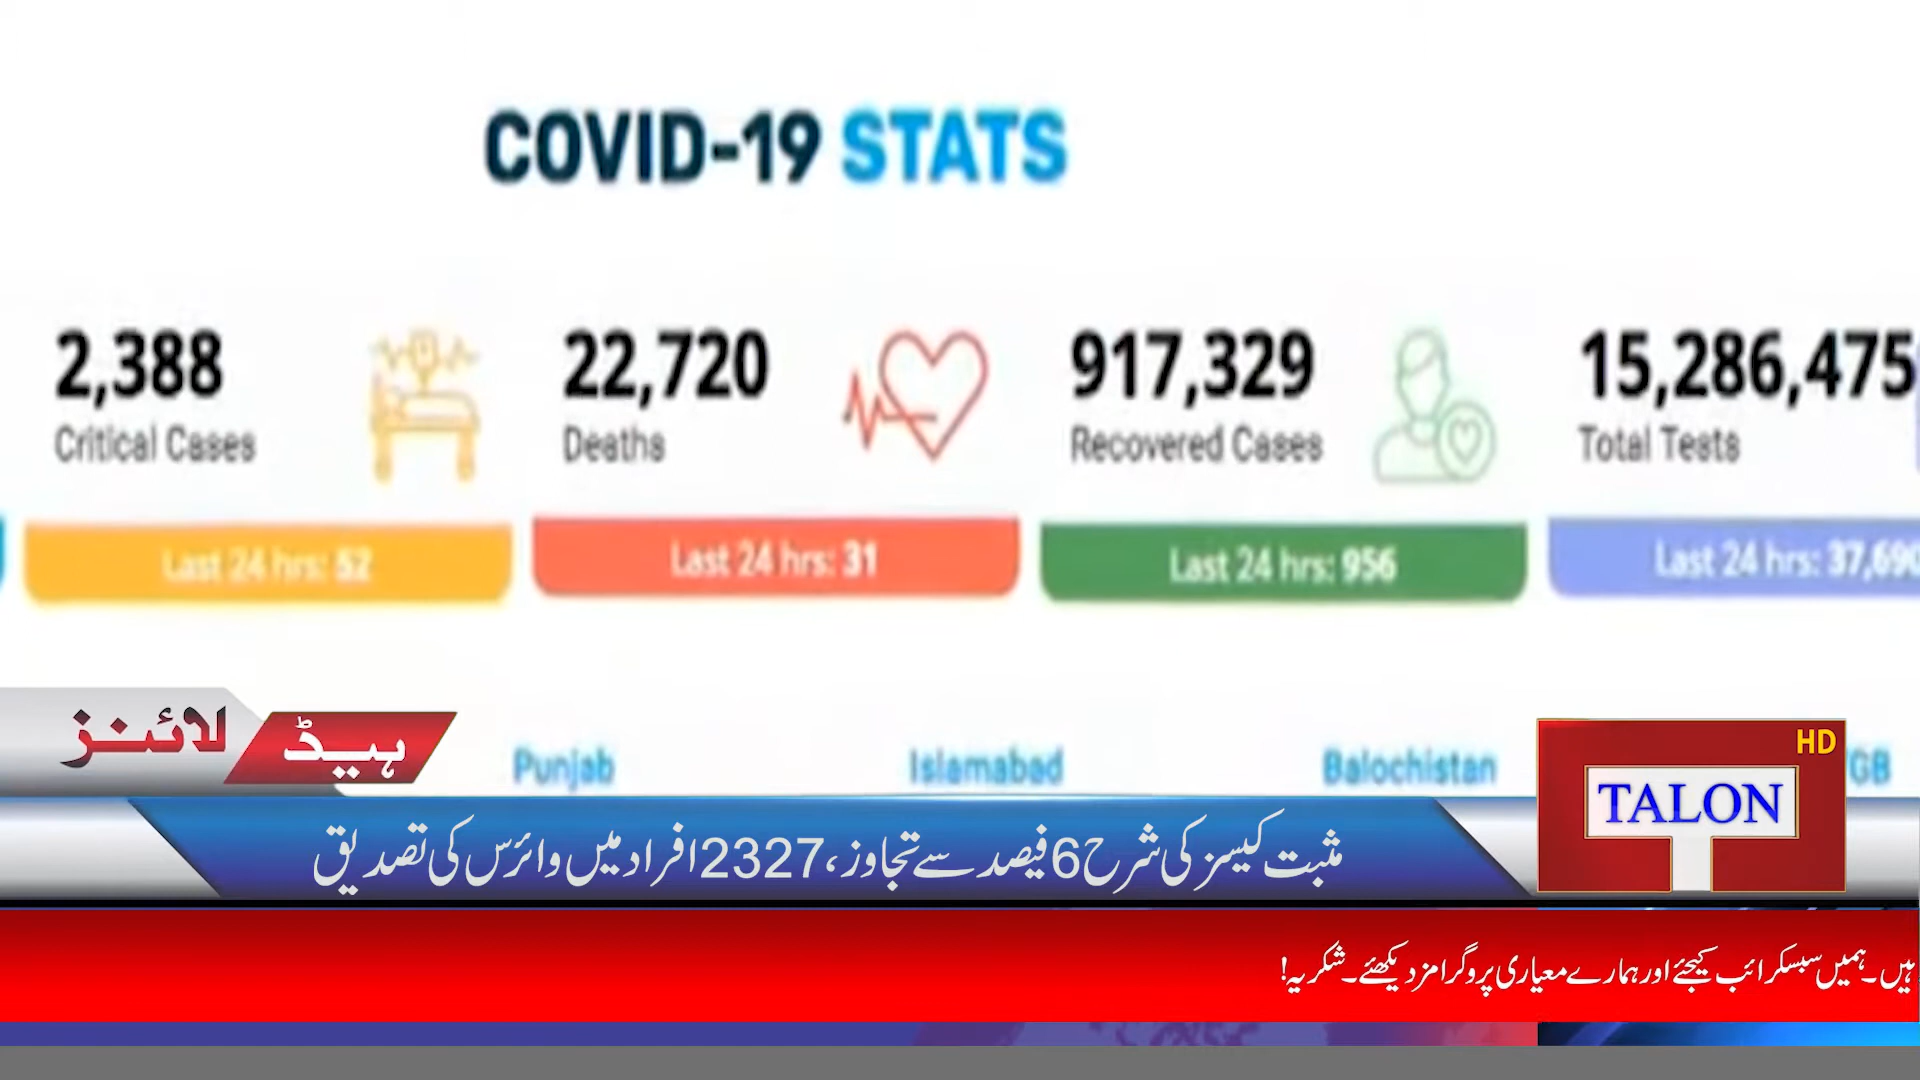 COVID-19 STATS
2,388
Critical Cases
Last 24 hrs: 52
22,720
Deaths
Last 24 hrs: 31
917,329
Recovered Cases
Last 24 hrs: 956
15,286,475
Total Tests
Last 24 hrs: 37,690
Punjab
Islamabad
Balochistan
GB
ہیڈ لائنز
HD
TALON
مثبت کیسز کی شرح 6 فیصد سے تجاوز، 2327 افراد میں وائرس کی تصدیق
ہیں۔ ہمیں سبسکرائب کیجئے اور ہمارے معیاری پروگرامز دیکھئے۔ شکریہ!